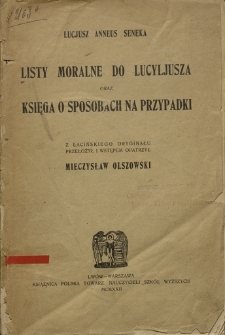 LUCJUSZ ANNEUS SENEKA
LISTY MORALNE DO LUCYLJUSZA
ORAZ
KSIĘGA O SPOSOBACH NA PRZYPADKI
Z ŁACIŃSKIEGO ORYGINAŁU
PRZEŁOŻYŁ I WSTĘPEM OPATRZYŁ
MIECZYSŁAW OLSZOWSKI
LWÓW-WARSZAWA
KSIĄŻNICA POLSKA TOWARZ. NAUCZYCIELI SZKÓŁ WYŻSZYCH